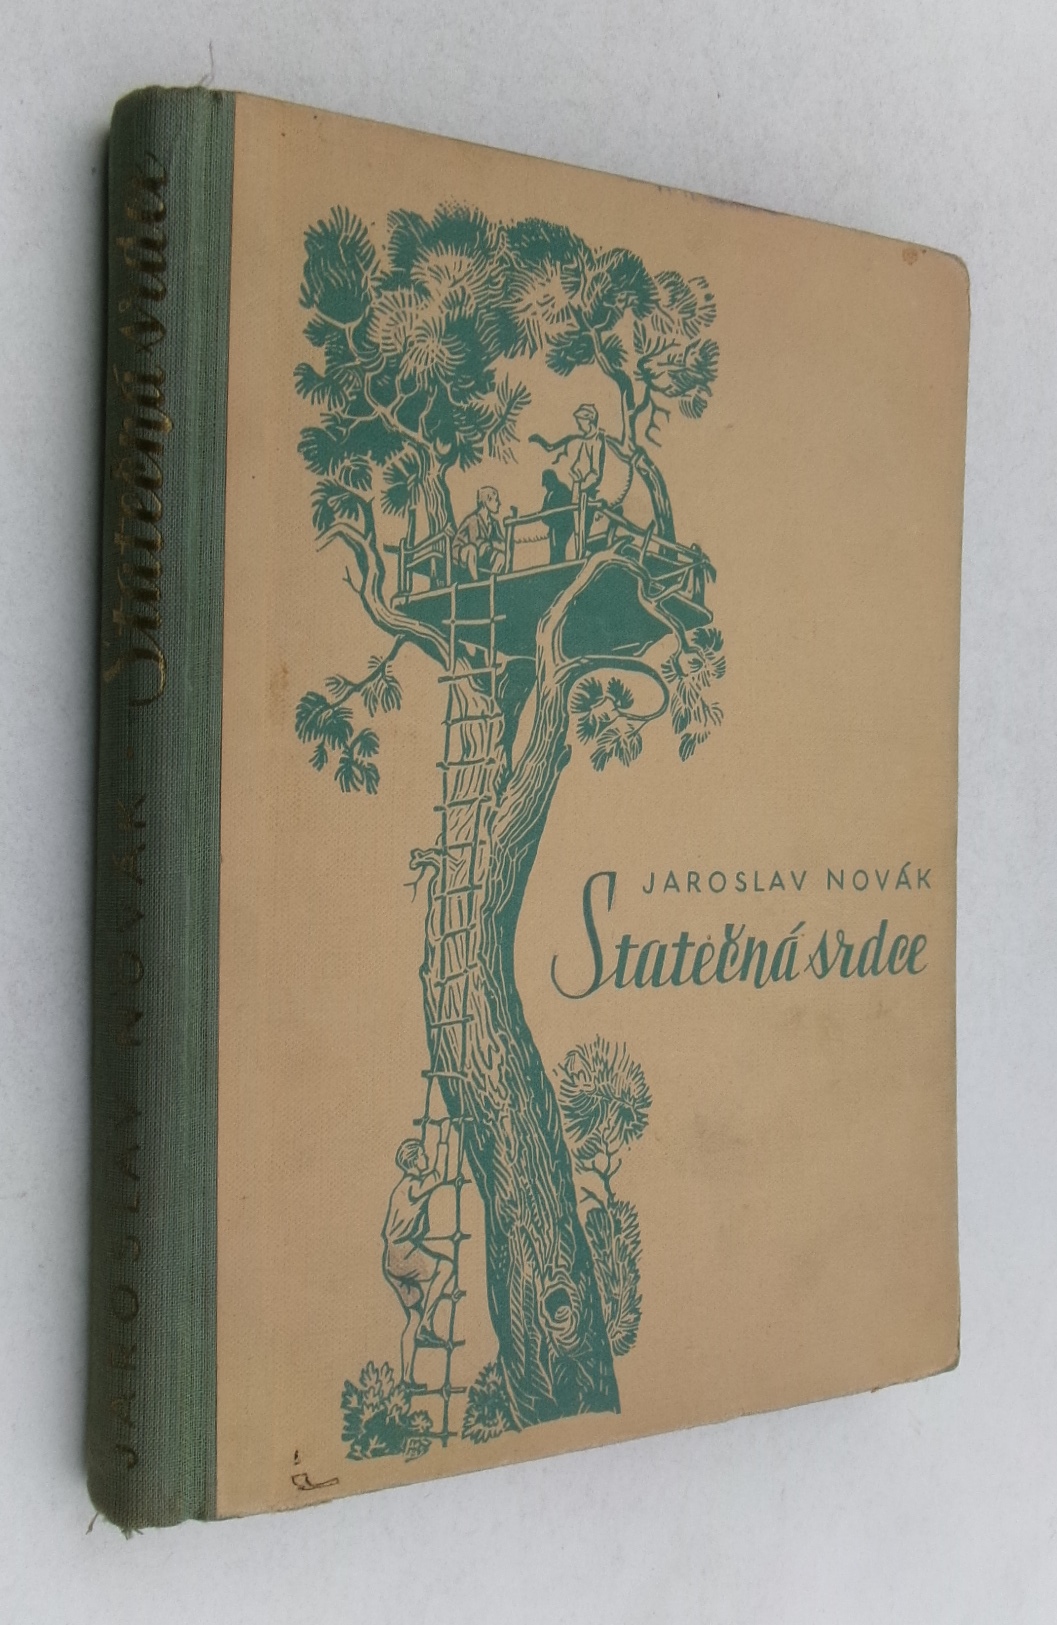 JAROSLAV NOVÁK
Statečná srdce
JAROSLAV NOVÁK · Statečná srdce